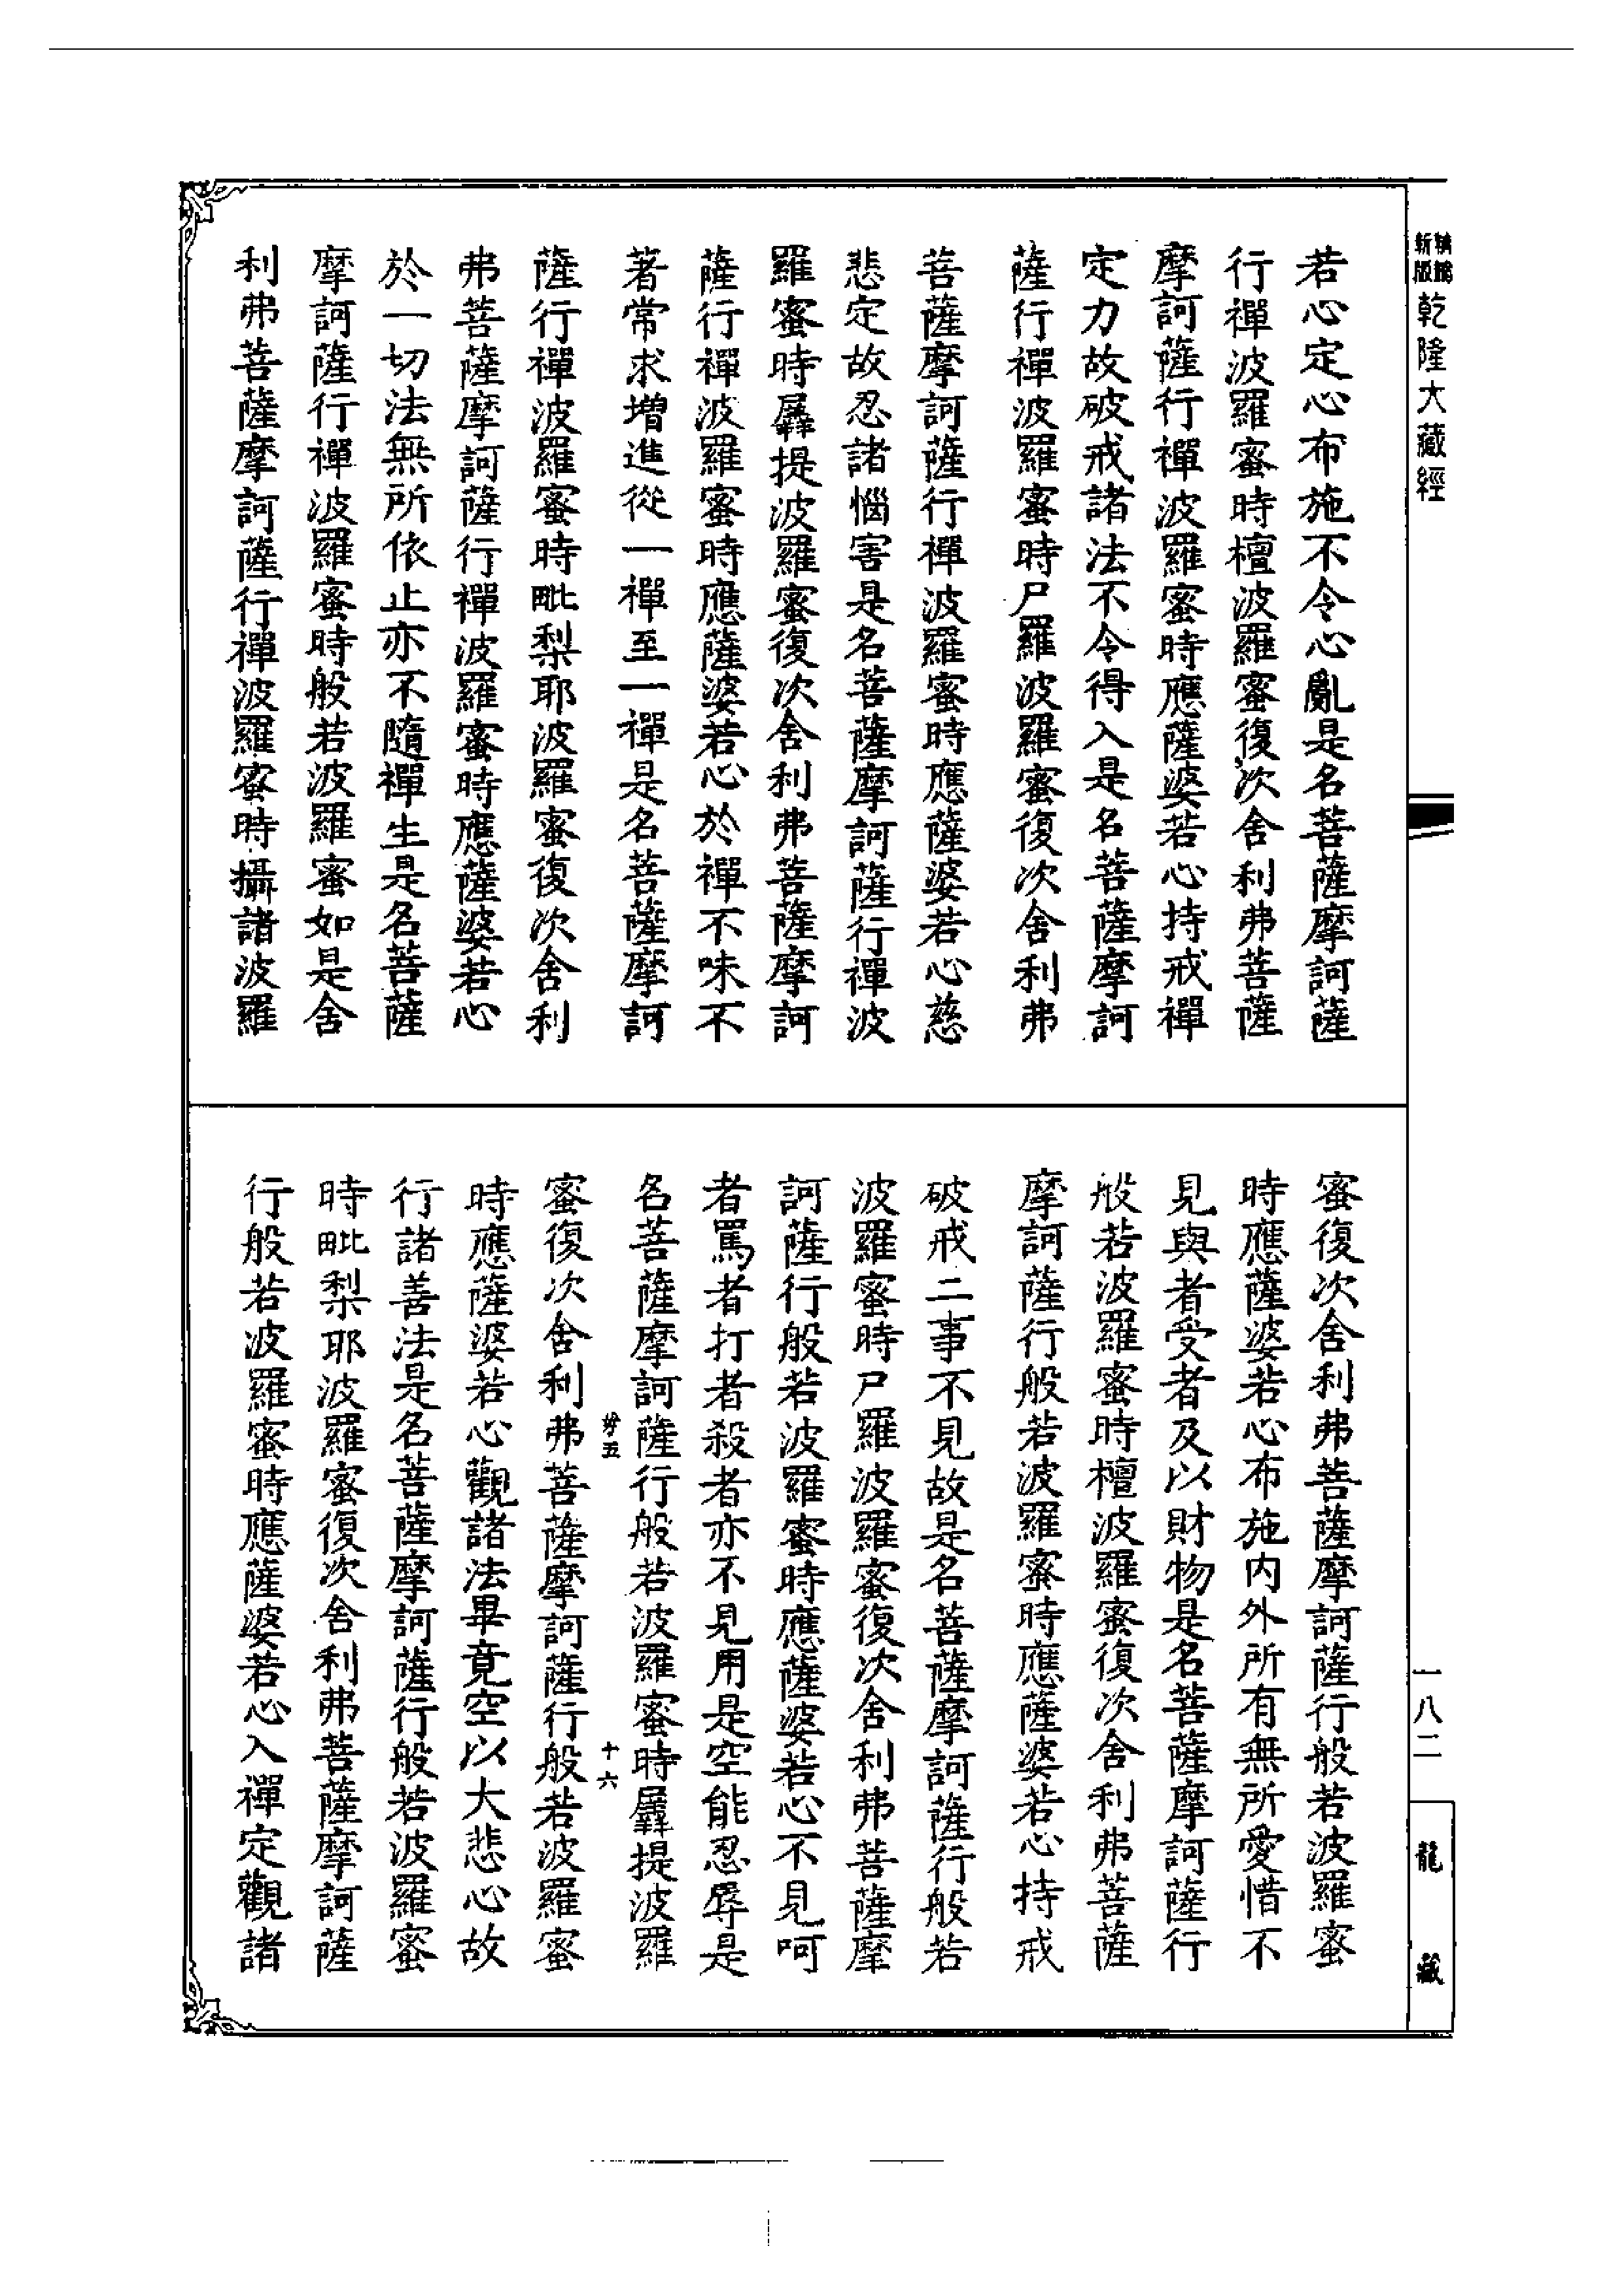 新版精編乾隆大藏經
若心定心布施不令心亂是名菩薩摩訶薩
行禪波羅蜜時檀波羅蜜復次舍利弗菩薩
摩訶薩行禪波羅蜜時應薩婆若心持戒禪
定力故破戒諸法不令得入是名菩薩摩訶
薩行禪波羅蜜時尸羅波羅蜜復次舍利弗
菩薩摩訶薩行禪波羅蜜時應薩婆若心慈
悲定故忍諸惱害是名菩薩摩訶薩行禪波
羅蜜時羼提波羅蜜復次舍利弗菩薩摩訶
薩行禪波羅蜜時應薩婆若心於禪不味不
著常求增進從一禪至一禪是名菩薩摩訶
薩行禪波羅蜜時毗梨耶波羅蜜復次舍利
弗菩薩摩訶薩行禪波羅蜜時應薩婆若心
於一切法無所依止亦不隨禪生是名菩薩
摩訶薩行禪波羅蜜時般若波羅蜜如是舍
利弗菩薩摩訶薩行禪波羅蜜時攝諸波羅
蜜復次舍利弗菩薩摩訶薩行般若波羅蜜
時應薩婆若心布施內外所有無所愛惜不
見與者受者及以財物是名菩薩摩訶薩行
般若波羅蜜時檀波羅蜜復次舍利弗菩薩
摩訶薩行般若波羅蜜時應薩婆若心持戒
破戒二事不見故是名菩薩摩訶薩行般若
波羅蜜時尸羅波羅蜜復次舍利弗菩薩摩
訶薩行般若波羅蜜時應薩婆若心不見呵
者罵者打者殺者亦不見用是空能忍辱是
名菩薩摩訶薩行般若波羅蜜時羼提波羅
五
十六
蜜復次舍利弗菩薩摩訶薩行般若波羅蜜
時應薩婆若心觀諸法畢竟空以大悲心故
行諸善法是名菩薩摩訶薩行般若波羅蜜
時毗梨耶波羅蜜復次舍利弗菩薩摩訶薩
行般若波羅蜜時應薩婆若心入禪定觀諸
一八二
龍藏